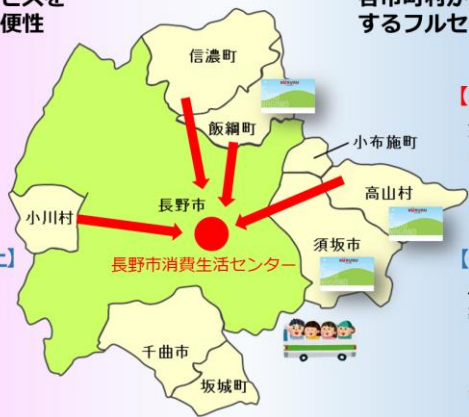 ビスを
便性
各市町村が
するフルセ
信濃町
飯綱町
小布施町
高山村
小川村
長野市
須坂市
長野市消費生活センター
千曲市
坂城町